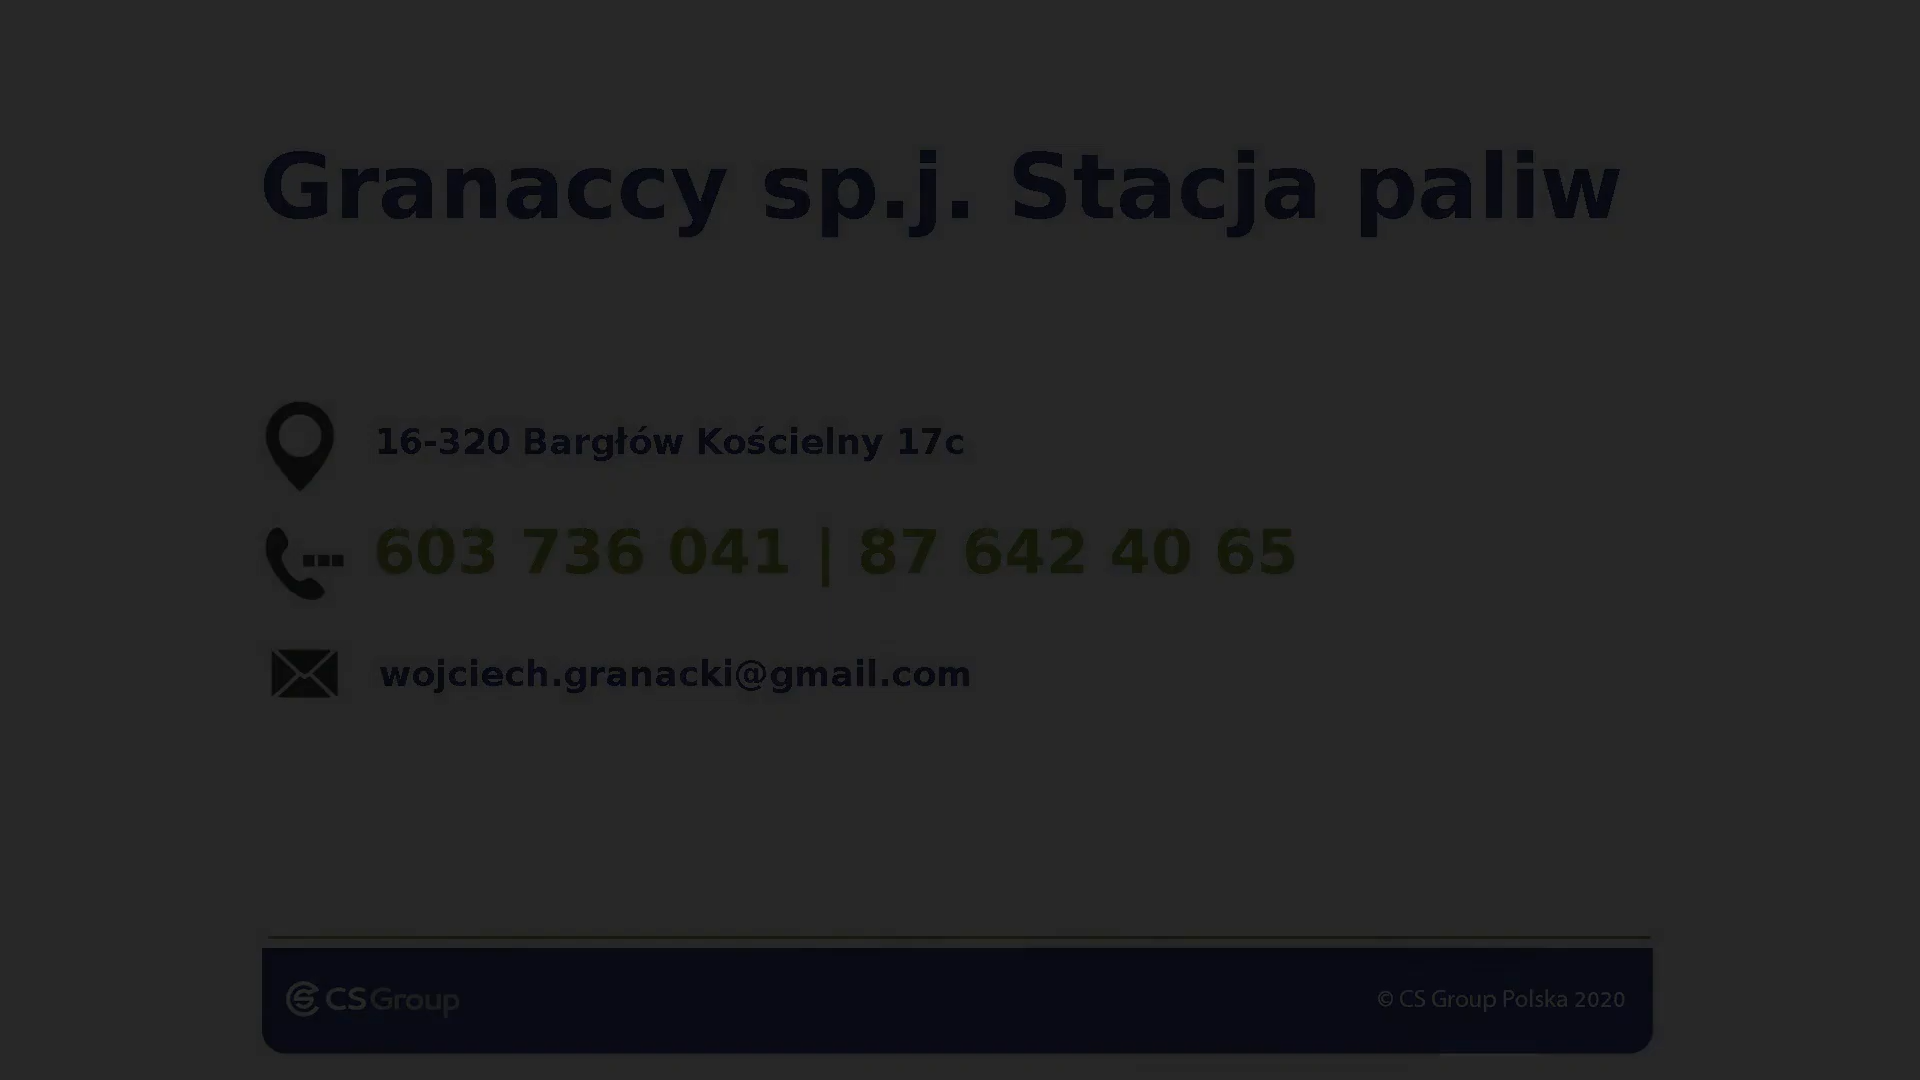 Granaccy sp.j. Stacja paliw
16-320 Bargłów Kościelny 17c
603 736 041 | 87 642 40 65
wojciech.granacki@gmail.com
CS Group
© CS Group Polska 2020